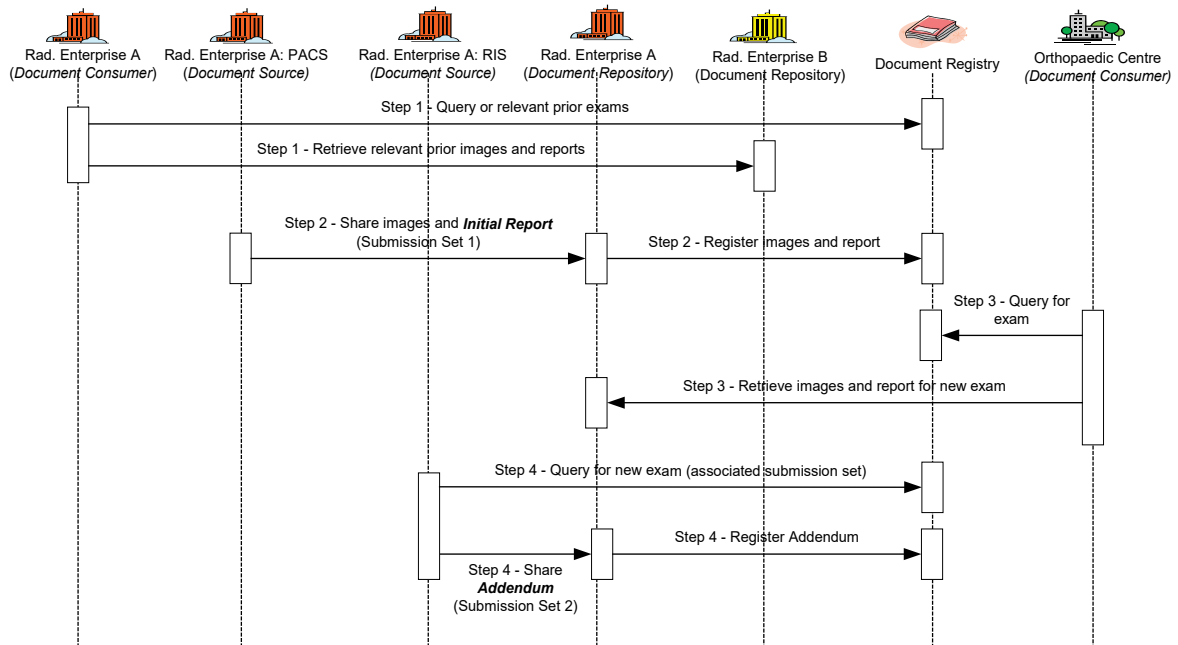 Rad. Enterprise A
(Document Consumer)
Rad. Enterprise A: PACS
(Document Source)
Rad. Enterprise A: RIS
(Document Source)
Rad. Enterprise A
(Document Repository)
Rad. Enterprise B
(Document Repository)
Document Registry
Orthopaedic Centre
(Document Consumer)
Step 1 - Query or relevant prior exams
Step 1 - Retrieve relevant prior images and reports
Step 2 - Share images and Initial Report
(Submission Set 1)
Step 2 - Register images and report
Step 3 - Query for
exam
Step 3 - Retrieve images and report for new exam
Step 4 - Query for new exam (associated submission set)
Step 4 - Register Addendum
Step 4 - Share
Addendum
(Submission Set 2)